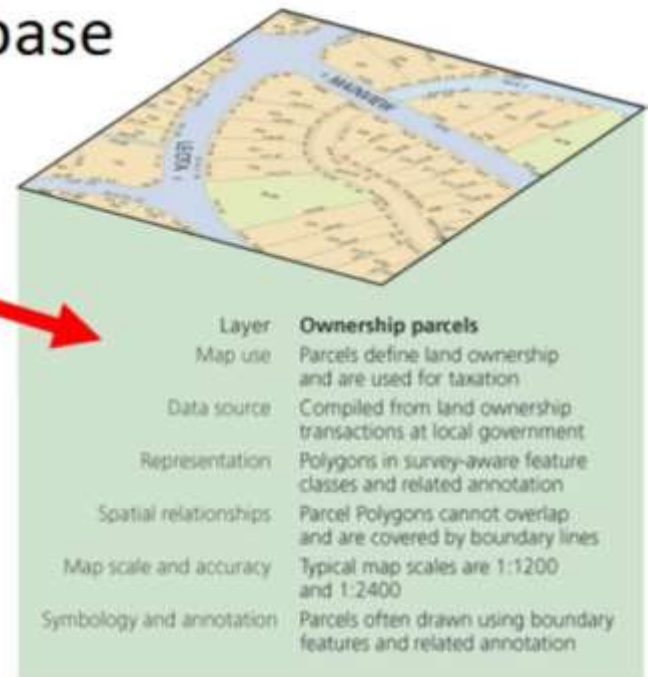 base
MAINVIEW
Layer Ownership parcels
Map use Parcels define land ownership
and are used for taxation
Data source Compiled from land ownership
transactions at local government
Representation Polygons in survey-aware feature
classes and related annotation
Spatial relationships Parcel Polygons cannot overlap
and are covered by boundary lines
Map scale and accuracy Typical map scales are 1:1200
and 1:2400
Symbology and annotation Parcels often drawn using boundary
features and related annotation